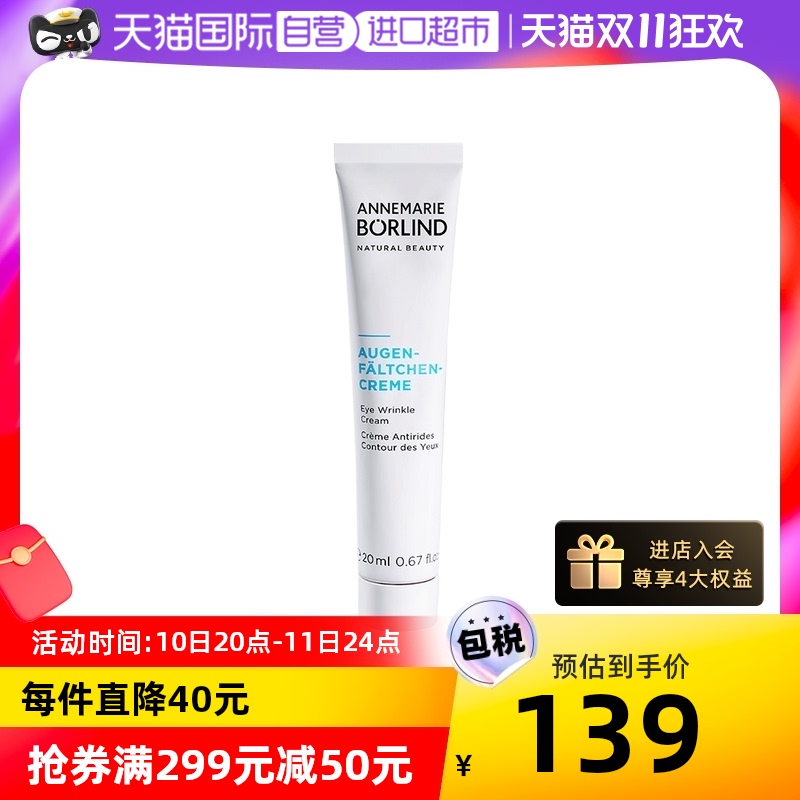 天猫国际 自营 进口超市 天猫双11狂欢
ANNEMARIE
BÖRLIND
NATURAL BEAUTY
AUGEN-
FÄLTCHEN-
CREME
Eye Wrinkle
Cream
Crème Antirides
Contour des Yeux
20ml 0.67 fl.oz
进店入会
尊享4大权益
活动时间:10日20点-11日24点
包税
预估到手价
每件直降40元
¥ 139
抢券满299元减50元